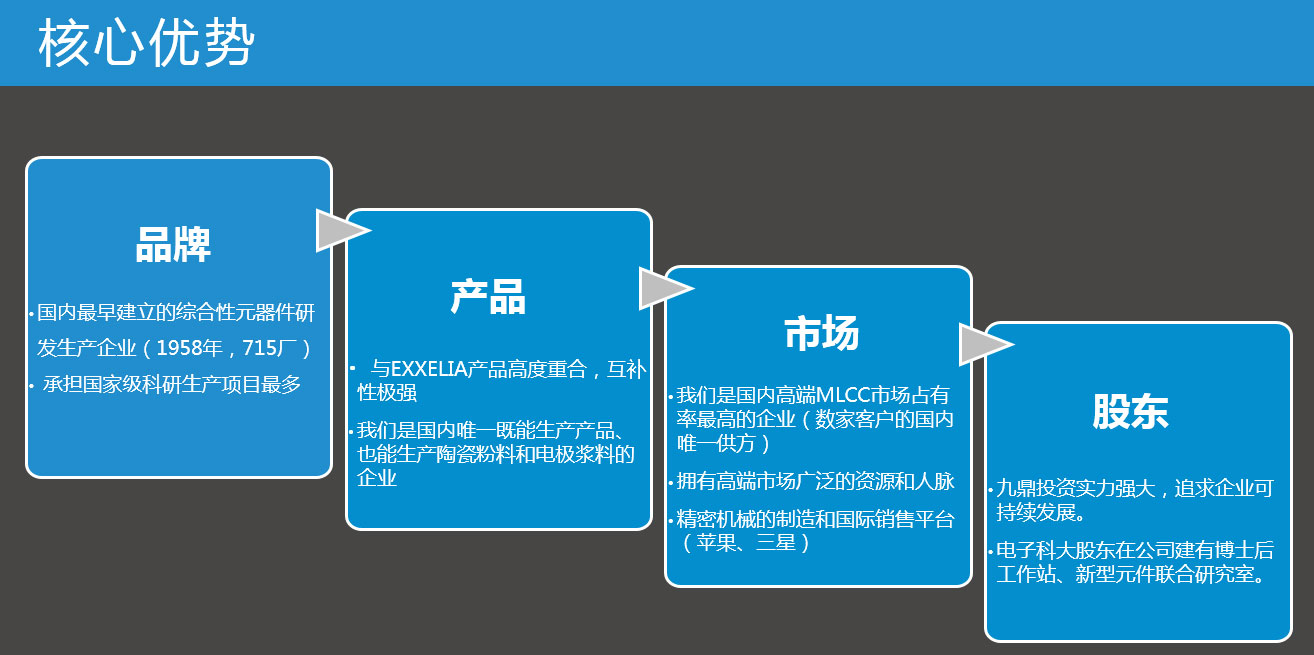 核心优势
品牌
•国内最早建立的综合性元器件研
发生产企业（1958年，715厂）
• 承担国家级科研生产项目最多
产品
• 与EXXELIA产品高度重合，互补
性极强
•我们是国内唯一既能生产产品、
也能生产陶瓷粉料和电极浆料的
企业
市场
•我们是国内高端MLCC市场占有
率最高的企业（数家客户的国内
唯一供方）
•拥有高端市场广泛的资源和人脉
•精密机械的制造和国际销售平台
（苹果、三星）
股东
•九鼎投资实力强大，追求企业可
持续发展。
•电子科大股东在公司建有博士后
工作站、新型元件联合研究室。